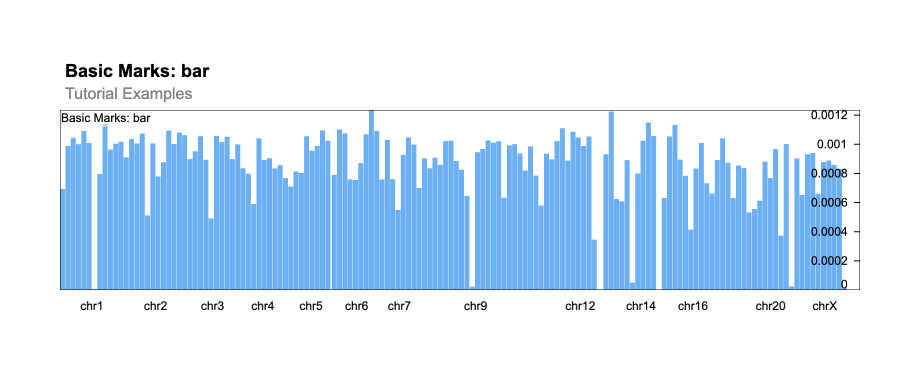 Basic Marks: bar
Tutorial Examples
Basic Marks: bar
0.0012
0.001
0.0008
0.0006
0.0004
0.0002
0
chr1 chr2 chr3 chr4 chr5 chr6 chr7 chr9 chr12 chr14 chr16 chr20 chrX